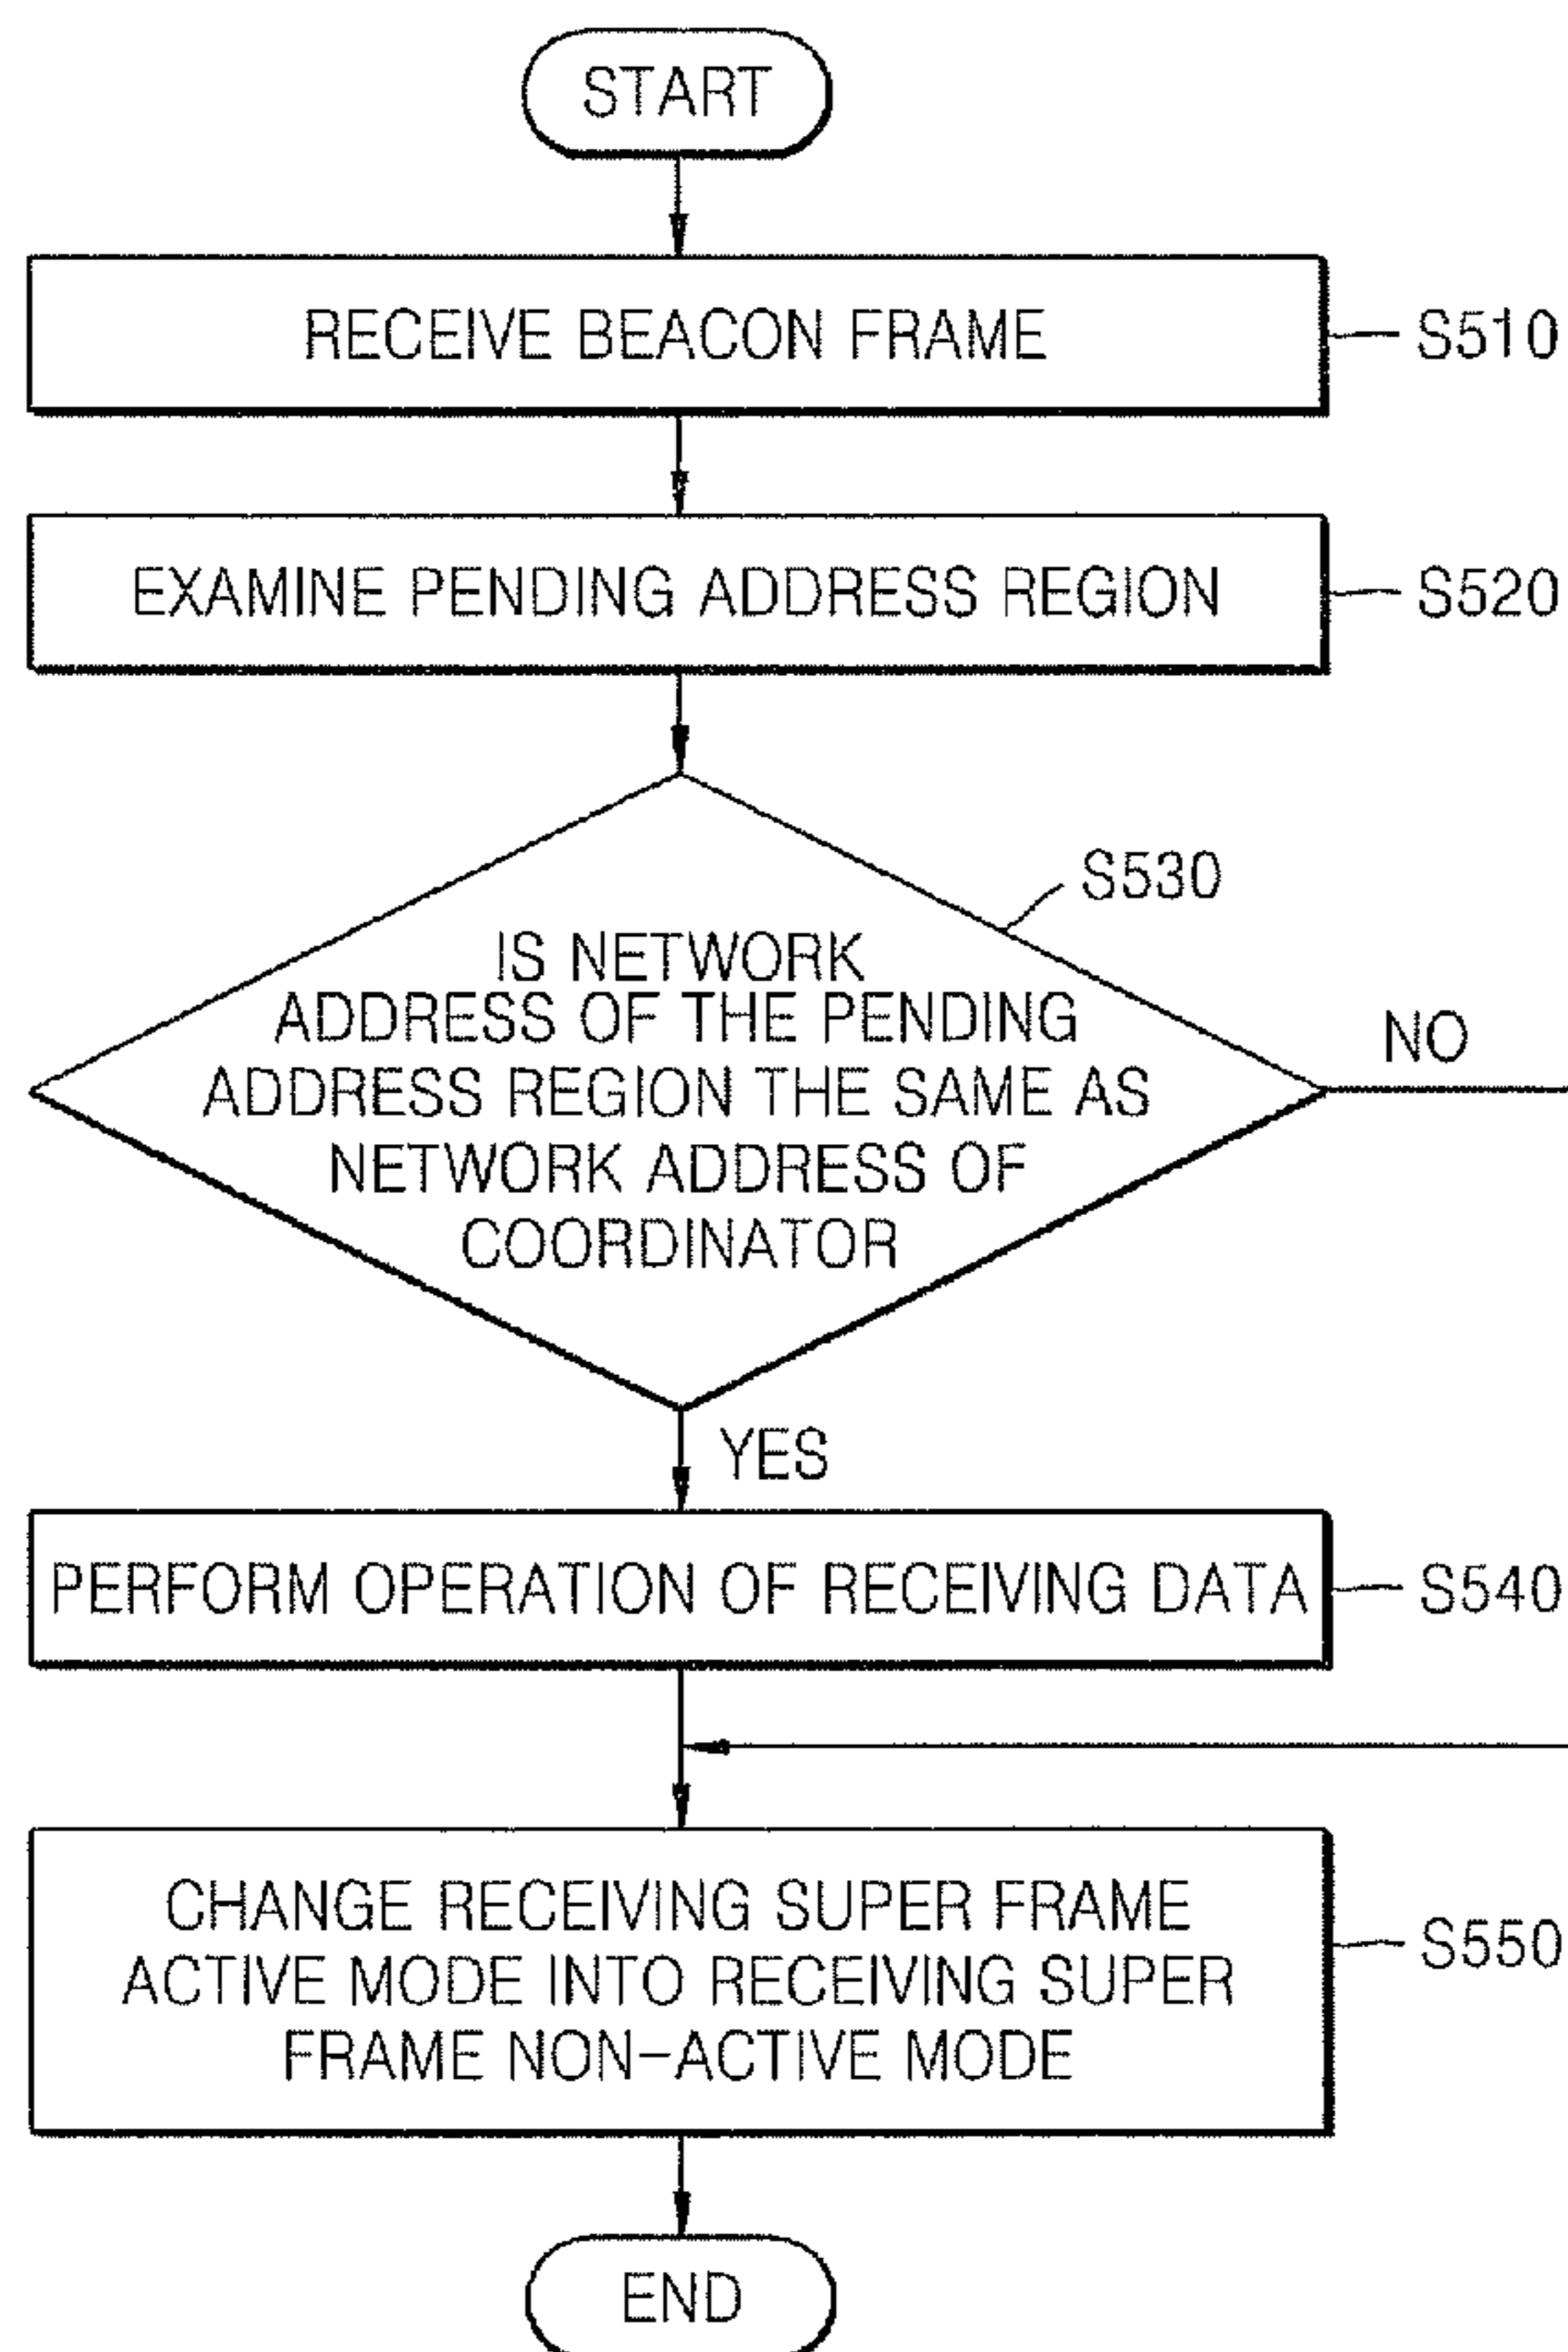 START
RECEIVE BEACON FRAME
S510
EXAMINE PENDING ADDRESS REGION
S520
S530
IS NETWORK
ADDRESS OF THE PENDING
ADDRESS REGION THE SAME AS
NETWORK ADDRESS OF
COORDINATOR
NO
YES
PERFORM OPERATION OF RECEIVING DATA
S540
CHANGE RECEIVING SUPER FRAME
ACTIVE MODE INTO RECEIVING SUPER
FRAME NON-ACTIVE MODE
S550
END